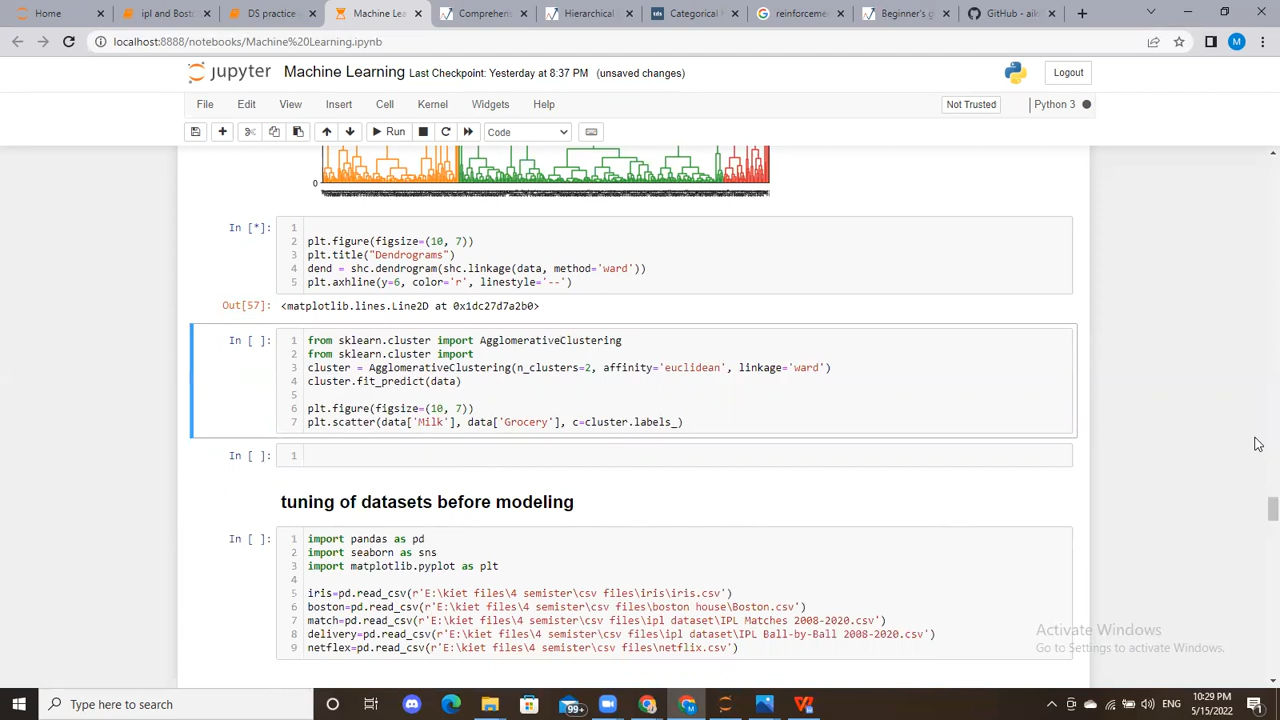 Home
ipl and Bosto
DS practice
Machine Lea
Comprehens
Hierarchical
tds Categorical
reinforceme
Beginner's gu
GitHub - aik
localhost:8888/notebooks/Machine%20Learning.ipynb
M
jupyter Machine Learning Last Checkpoint: Yesterday at 8:37 PM (unsaved changes)
Logout
File Edit View Insert Cell Kernel Widgets Help
Not Trusted Python 3
Run Code
0
In [*]: 1
2 plt.figure(figsize=(10, 7))
3 plt.title("Dendrograms")
4 dend = shc.dendrogram(shc.linkage(data, method='ward'))
5 plt.axhline(y=6, color='r', linestyle='--')
Out[57]: <matplotlib.lines.Line2D at 0x1dc27d7a2b0>
In [ ]: 1 from sklearn.cluster import AgglomerativeClustering
2 from sklearn.cluster import
3 cluster = AgglomerativeClustering(n_clusters=2, affinity='euclidean', linkage='ward')
4 cluster.fit_predict(data)
5
6 plt.figure(figsize=(10, 7))
7 plt.scatter(data['Milk'], data['Grocery'], c=cluster.labels_)
In [ ]: 1
tuning of datasets before modeling
In [ ]: 1 import pandas as pd
2 import seaborn as sns
3 import matplotlib.pyplot as plt
4
5 iris=pd.read_csv(r'E:\kiet files\4 semister\csv files\iris\iris.csv')
6 boston=pd.read_csv(r'E:\kiet files\4 semister\csv files\boston house\Boston.csv')
7 match=pd.read_csv(r'E:\kiet files\4 semister\csv files\ipl dataset\IPL Matches 2008-2020.csv')
8 delivery=pd.read_csv(r'E:\kiet files\4 semister\csv files\ipl dataset\IPL Ball-by-Ball 2008-2020.csv')
9 netflex=pd.read_csv(r'E:\kiet files\4 semister\csv files\netflix.csv')
Activate Windows
Go to Settings to activate Windows.
Type here to search
99+
ENG
10:29 PM
5/15/2022
1